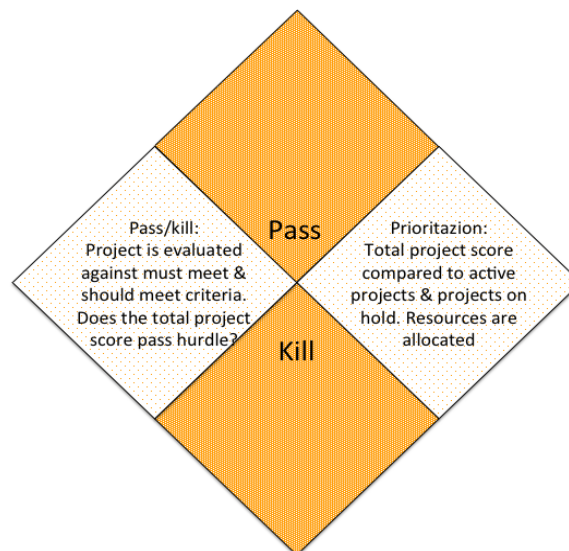 Pass
Pass/kill:
Project is evaluated
against must meet &
should meet criteria.
Does the total project
score pass hurdle?
Prioritazion:
Total project score
compared to active
projects & projects on
hold. Resources are
allocated
Kill